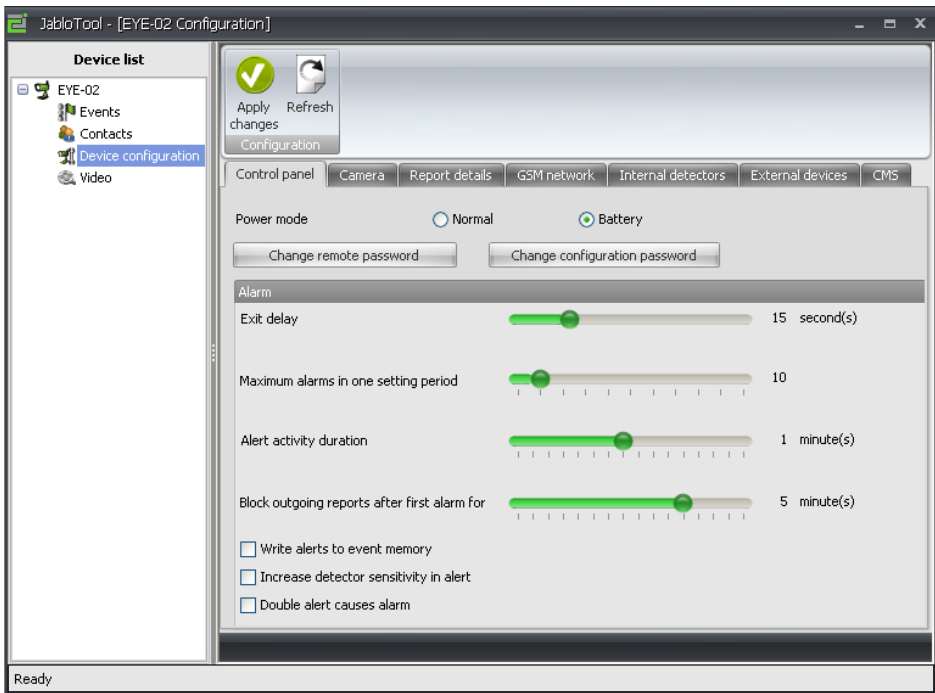 JabloTool - [EYE-02 Configuration]
Device list
EYE-02
Events
Contacts
Device configuration
Video
Apply changes
Refresh
Configuration
Control panel
Camera
Report details
GSM network
Internal detectors
External devices
CMS
Power mode
Normal
Battery
Change remote password
Change configuration password
Alarm
Exit delay
15 second(s)
Maximum alarms in one setting period
10
Alert activity duration
1 minute(s)
Block outgoing reports after first alarm for
5 minute(s)
Write alerts to event memory
Increase detector sensitivity in alert
Double alert causes alarm
Ready